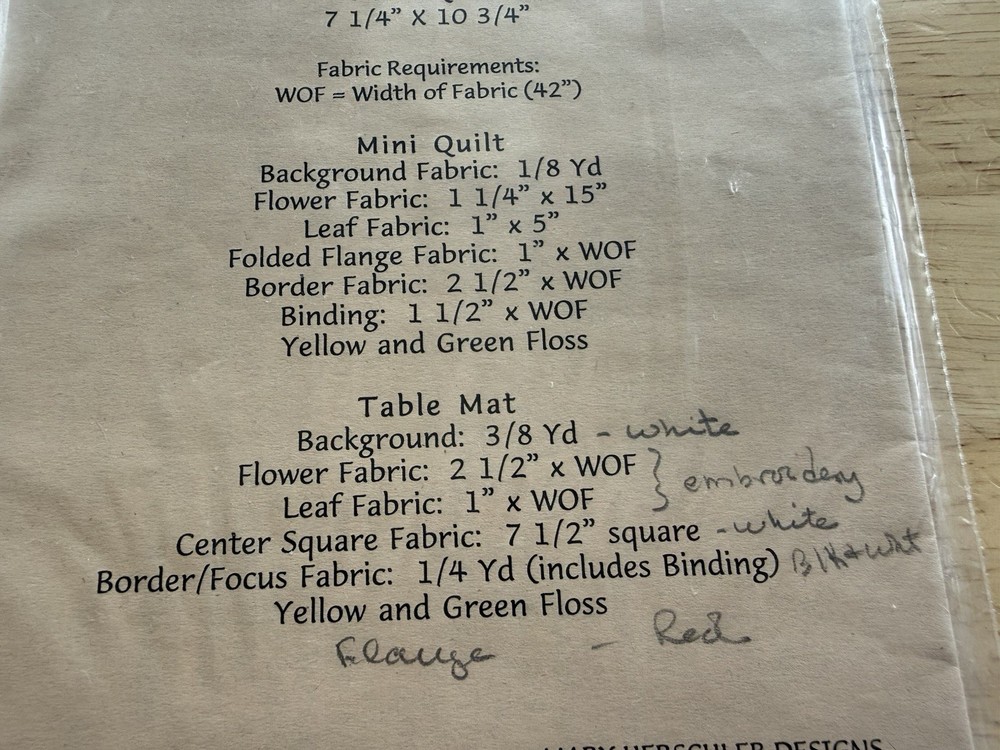 7 1/4” X 10 3/4”
Fabric Requirements:
WOF = Width of Fabric (42”)
Mini Quilt
Background Fabric: 1/8 Yd
Flower Fabric: 1 1/4” x 15”
Leaf Fabric: 1” x 5”
Folded Flange Fabric: 1” x WOF
Border Fabric: 2 1/2” x WOF
Binding: 1 1/2” x WOF
Yellow and Green Floss
Table Mat
Background: 3/8 Yd - white
Flower Fabric: 2 1/2” x WOF } embroidery
Leaf Fabric: 1” x WOF
Center Square Fabric: 7 1/2” square - white
Border/Focus Fabric: 1/4 Yd (includes Binding)
Yellow and Green Floss
Flange - Red
MARY HERSCHLER DESIGNS